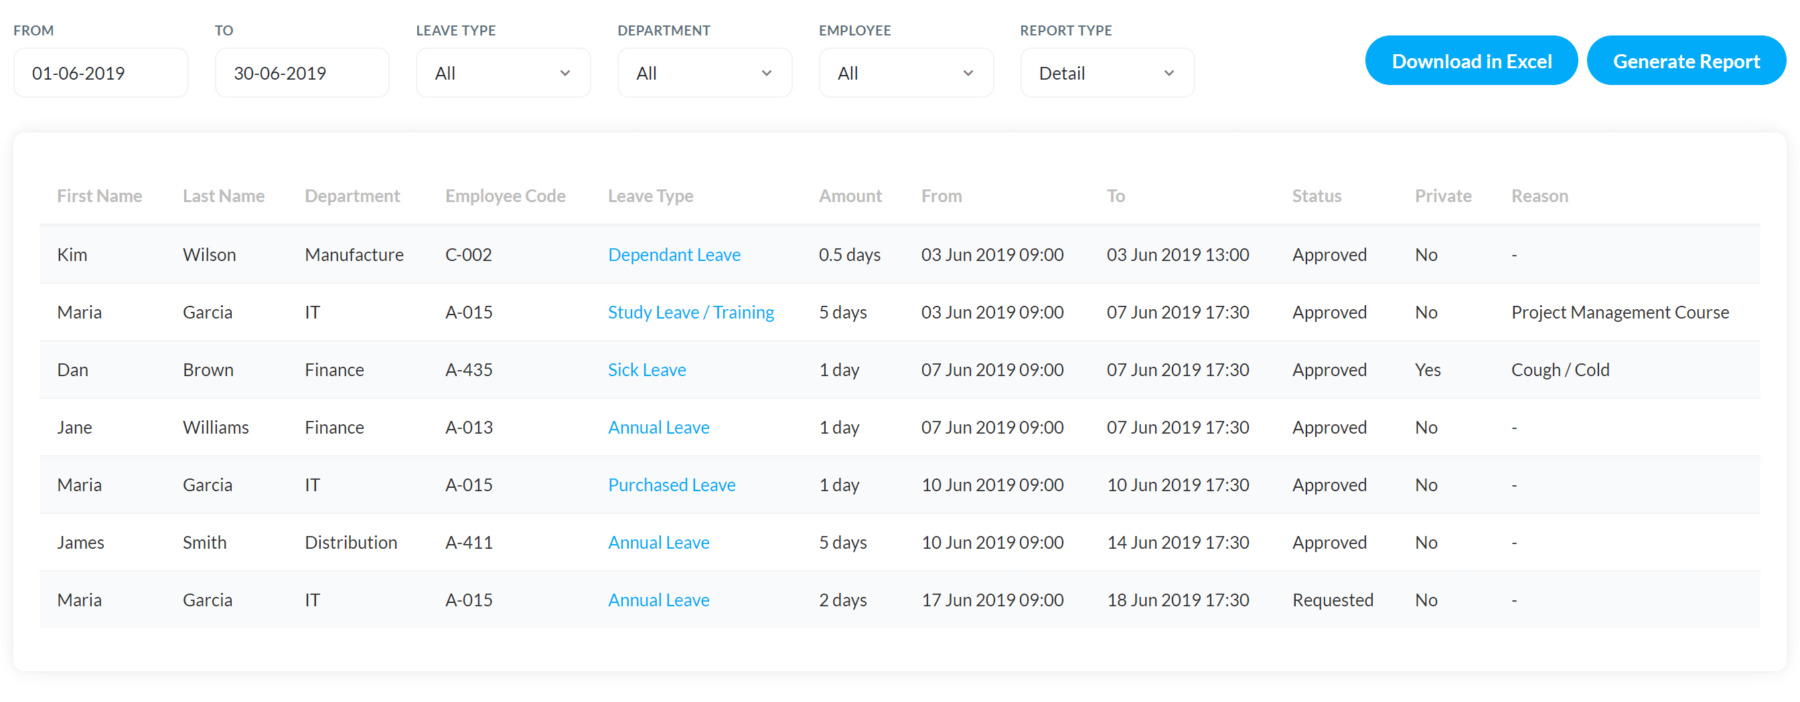 FROM TO LEAVE TYPE DEPARTMENT EMPLOYEE REPORT TYPE
01-06-2019 30-06-2019 All All All Detail Download in Excel Generate Report
First Name Last Name Department Employee Code Leave Type Amount From To Status Private Reason
Kim Wilson Manufacture C-002 Dependant Leave 0.5 days 03 Jun 2019 09:00 03 Jun 2019 13:00 Approved No -
Maria Garcia IT A-015 Study Leave / Training 5 days 03 Jun 2019 09:00 07 Jun 2019 17:30 Approved No Project Management Course
Dan Brown Finance A-435 Sick Leave 1 day 07 Jun 2019 09:00 07 Jun 2019 17:30 Approved Yes Cough / Cold
Jane Williams Finance A-013 Annual Leave 1 day 07 Jun 2019 09:00 07 Jun 2019 17:30 Approved No -
Maria Garcia IT A-015 Purchased Leave 1 day 10 Jun 2019 09:00 10 Jun 2019 17:30 Approved No -
James Smith Distribution A-411 Annual Leave 5 days 10 Jun 2019 09:00 14 Jun 2019 17:30 Approved No -
Maria Garcia IT A-015 Annual Leave 2 days 17 Jun 2019 09:00 18 Jun 2019 17:30 Requested No -